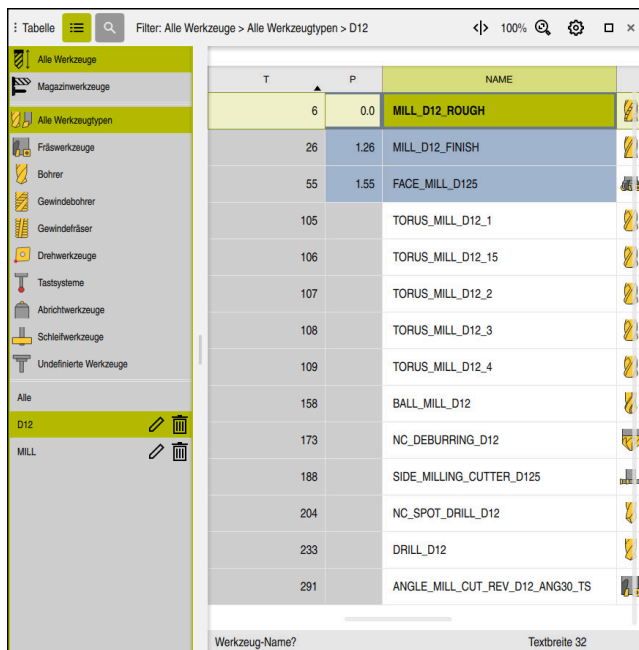 Tabelle
Filter: Alle Werkzeuge > Alle Werkzeugtypen > D12
100%
Alle Werkzeuge
Magazinwerkzeuge
Alle Werkzeugtypen
Fräswerkzeuge
Bohrer
Gewindebohrer
Gewindefräser
Drehwerkzeuge
Tastsysteme
Abrichtwerkzeuge
Schleifwerkzeuge
Undefinierte Werkzeuge
Alle
D12
MILL
T P NAME
6 0.0 MILL_D12_ROUGH
26 1.26 MILL_D12_FINISH
55 1.55 FACE_MILL_D125
105 TORUS_MILL_D12_1
106 TORUS_MILL_D12_15
107 TORUS_MILL_D12_2
108 TORUS_MILL_D12_3
109 TORUS_MILL_D12_4
158 BALL_MILL_D12
173 NC_DEBURRING_D12
188 SIDE_MILLING_CUTTER_D125
204 NC_SPOT_DRILL_D12
233 DRILL_D12
291 ANGLE_MILL_CUT_REV_D12_ANG30_TS
Werkzeug-Name? Textbreite 32